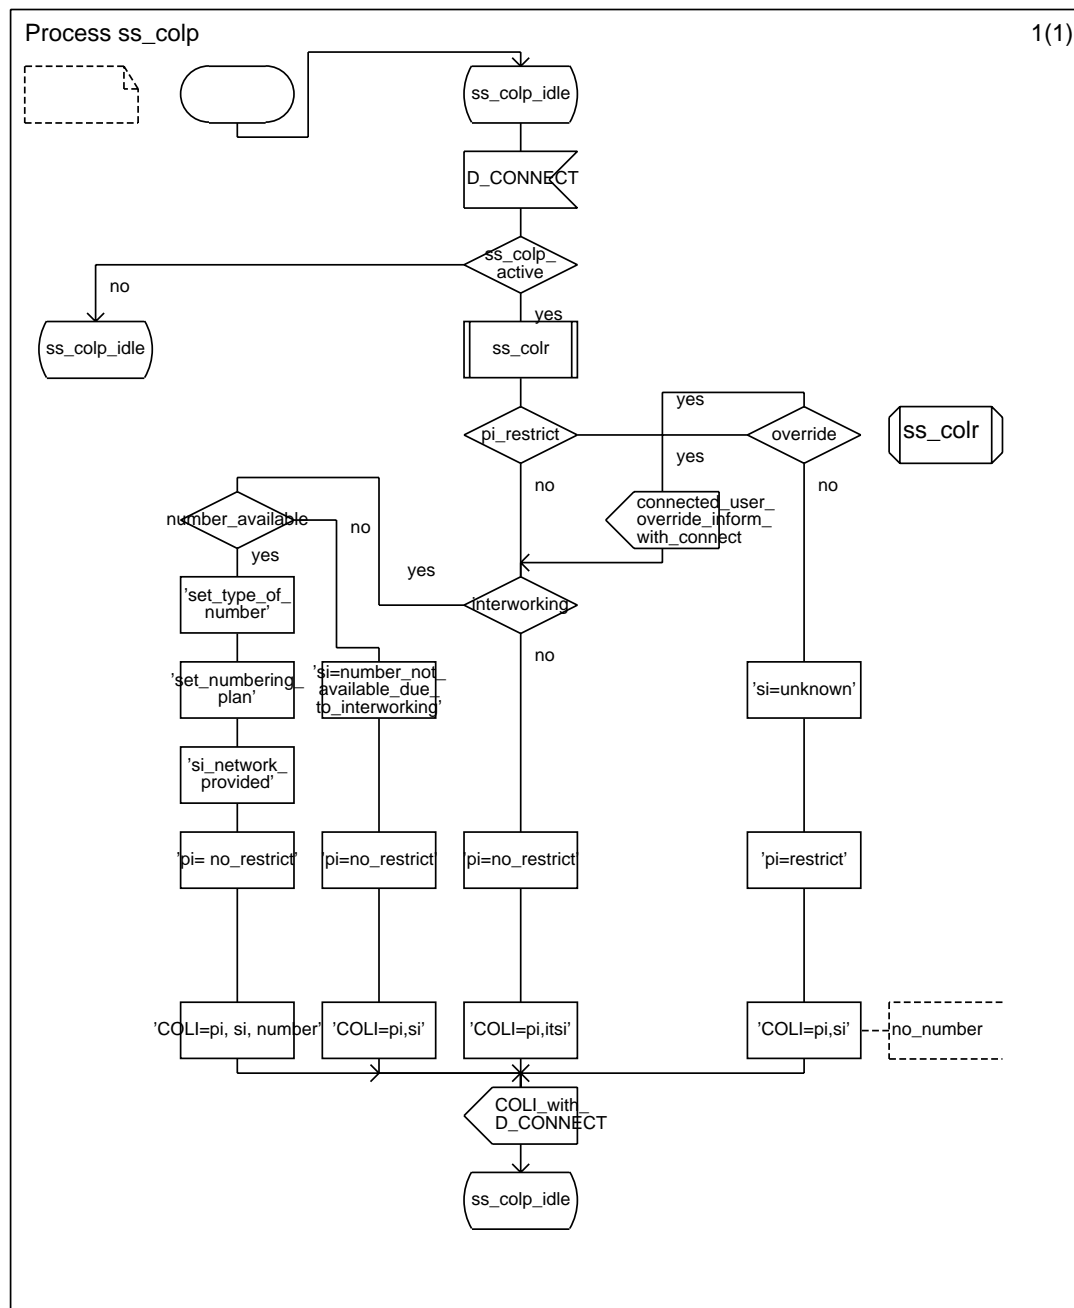 Process ss_colp
1(1)
ss_colp_idle
D_CONNECT
ss_colp_
active
no
yes
ss_colp_idle
ss_colr
yes
pi_restrict
override
ss_colr
yes
no
no
connected_user_
override_inform_
with_connect
number_available
no
yes
yes
'set_type_of_
number'
interworking
no
'set_numbering_
plan'
'si=number_not_
available_due_
to_interworking'
'si=unknown'
'si_network_
provided'
'pi= no_restrict'
'pi=no_restrict'
'pi=no_restrict'
'pi=restrict'
'COLI=pi, si, number'
'COLI=pi,si'
'COLI=pi,itsi'
'COLI=pi,si'
no_number
COLI_with_
D_CONNECT
ss_colp_idle